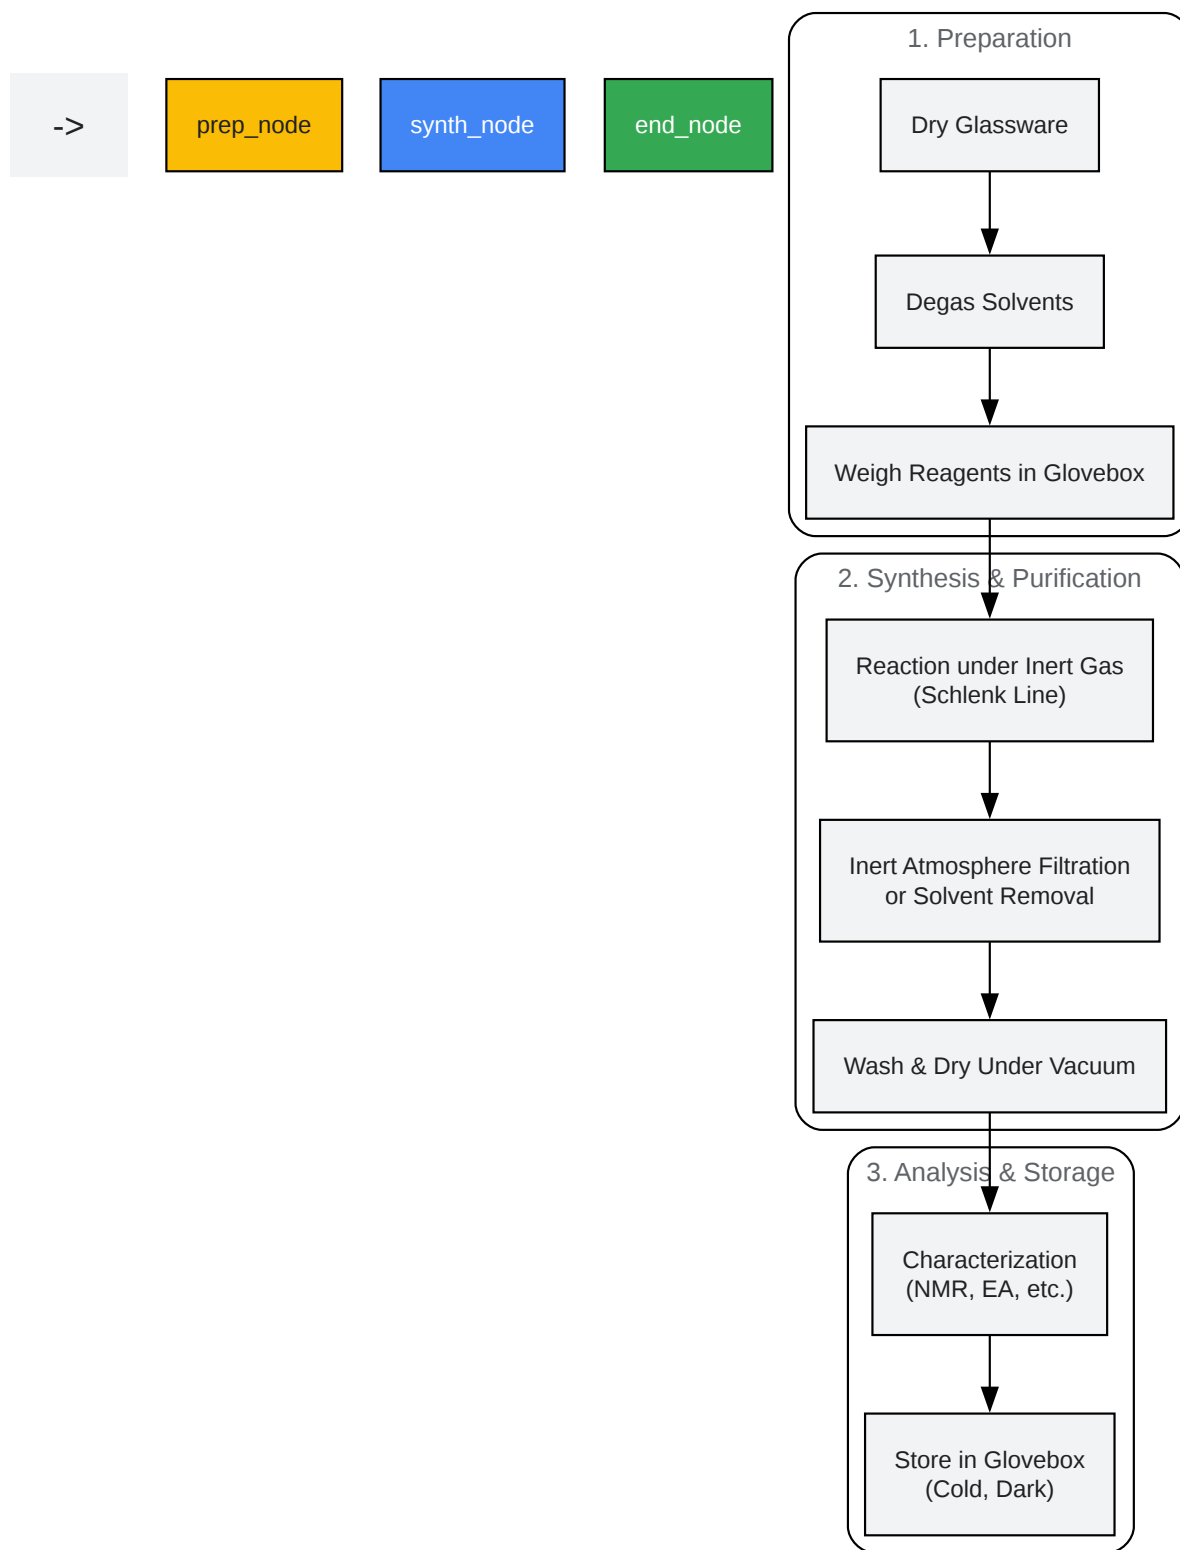 ->
prep_node
synth_node
end_node
1. Preparation
Dry Glassware
Degas Solvents
Weigh Reagents in Glovebox
2. Synthesis & Purification
Reaction under Inert Gas
(Schlenk Line)
Inert Atmosphere Filtration
or Solvent Removal
Wash & Dry Under Vacuum
3. Analysis & Storage
Characterization
(NMR, EA, etc.)
Store in Glovebox
(Cold, Dark)